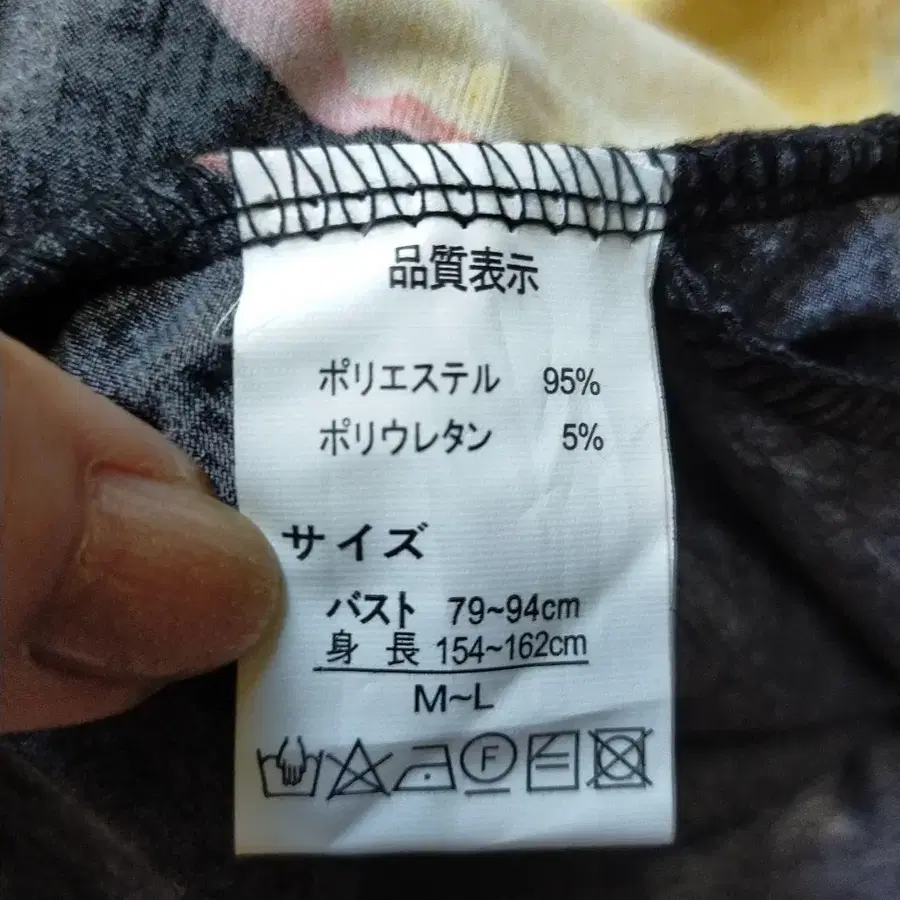 品質表示
ポリエステル 95%
ポリウレタン 5%
サイズ
バスト 79~94cm
身 長 154~162cm
M~L
F